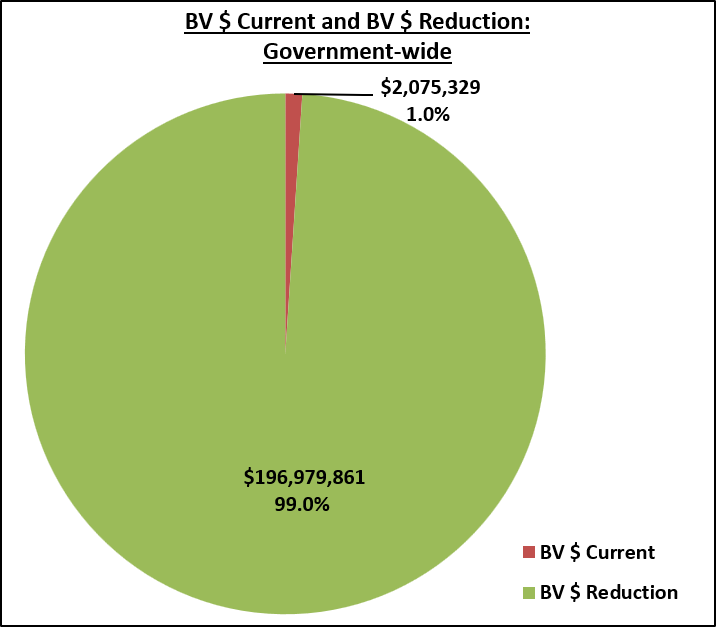 BV $ Current and BV $ Reduction:
Government-wide
$2,075,329
1.0%
$196,979,861
99.0%
BV $ Current
BV $ Reduction